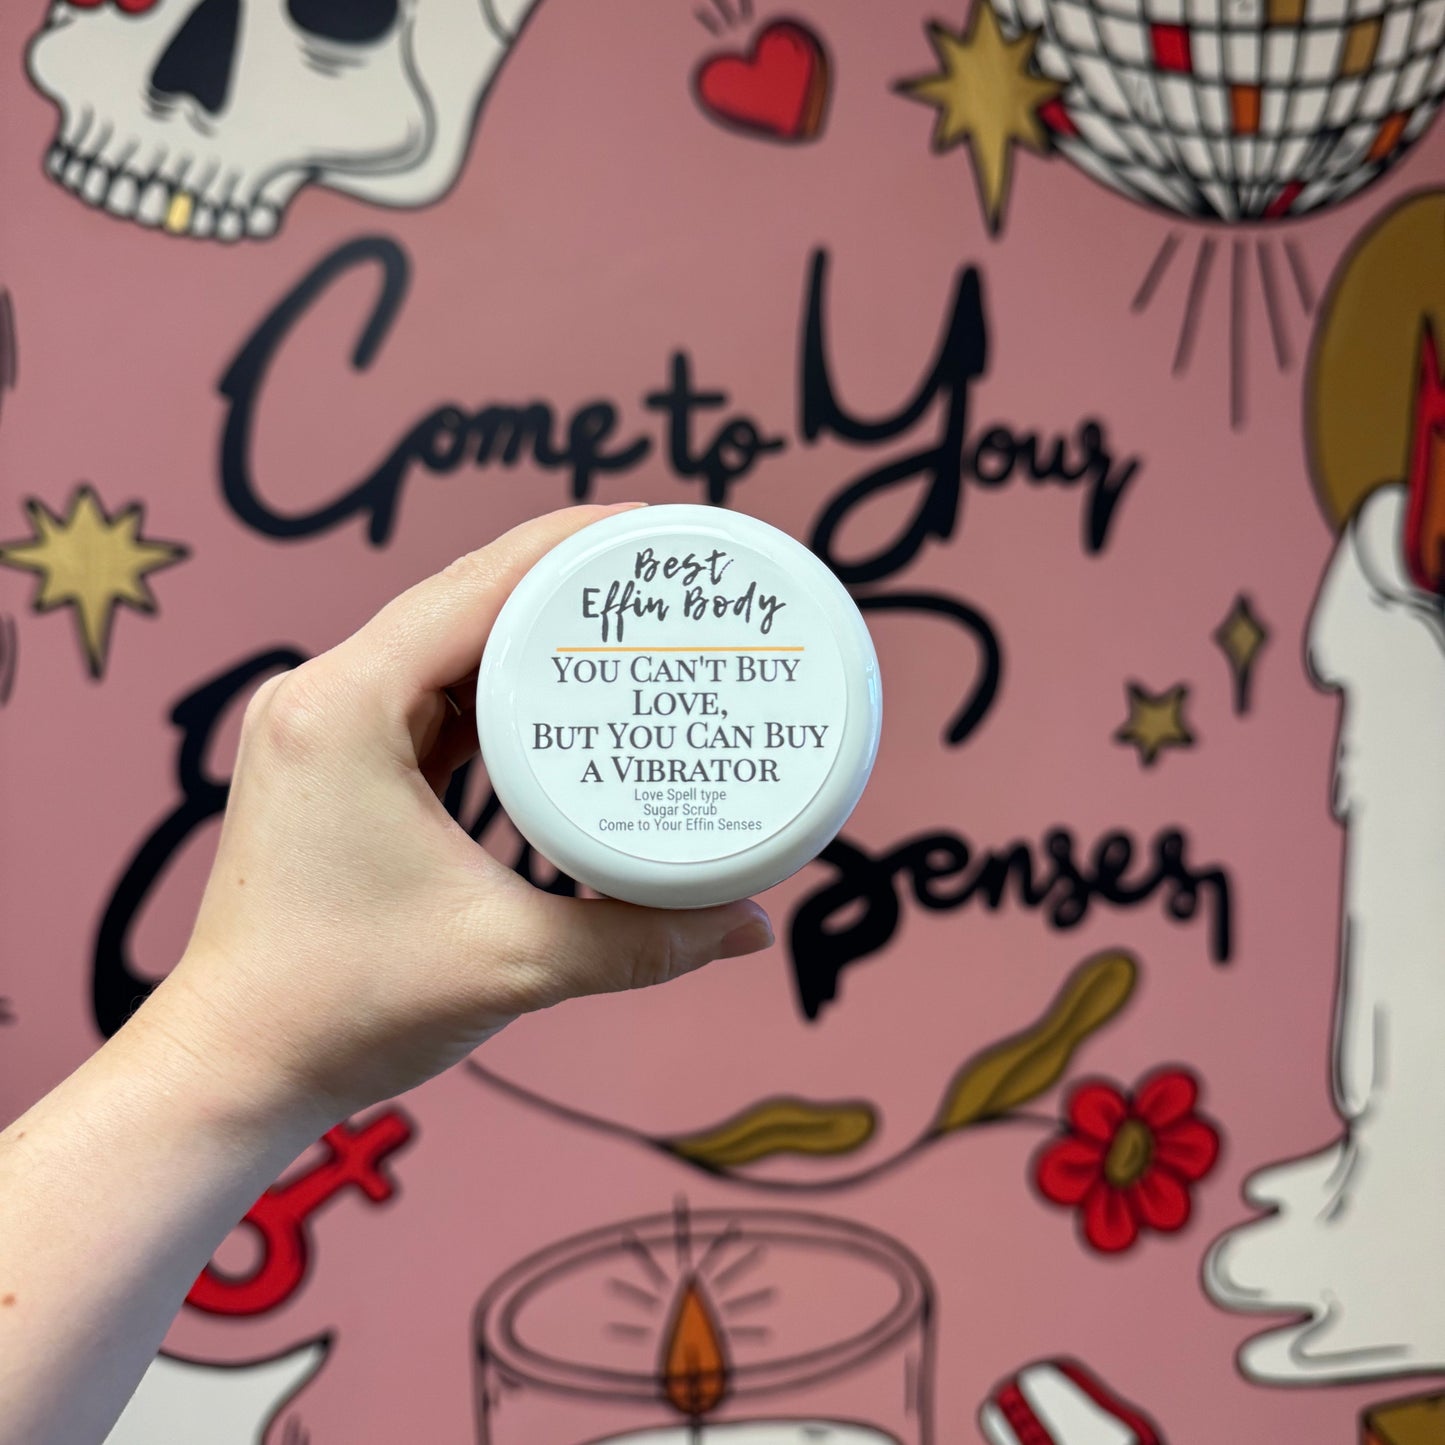 Come to Your
Senses
Best
Effin Body
You Can't Buy
Love,
But You Can Buy
a Vibrator
Love Spell type
Sugar Scrub
Come to Your Effin Senses